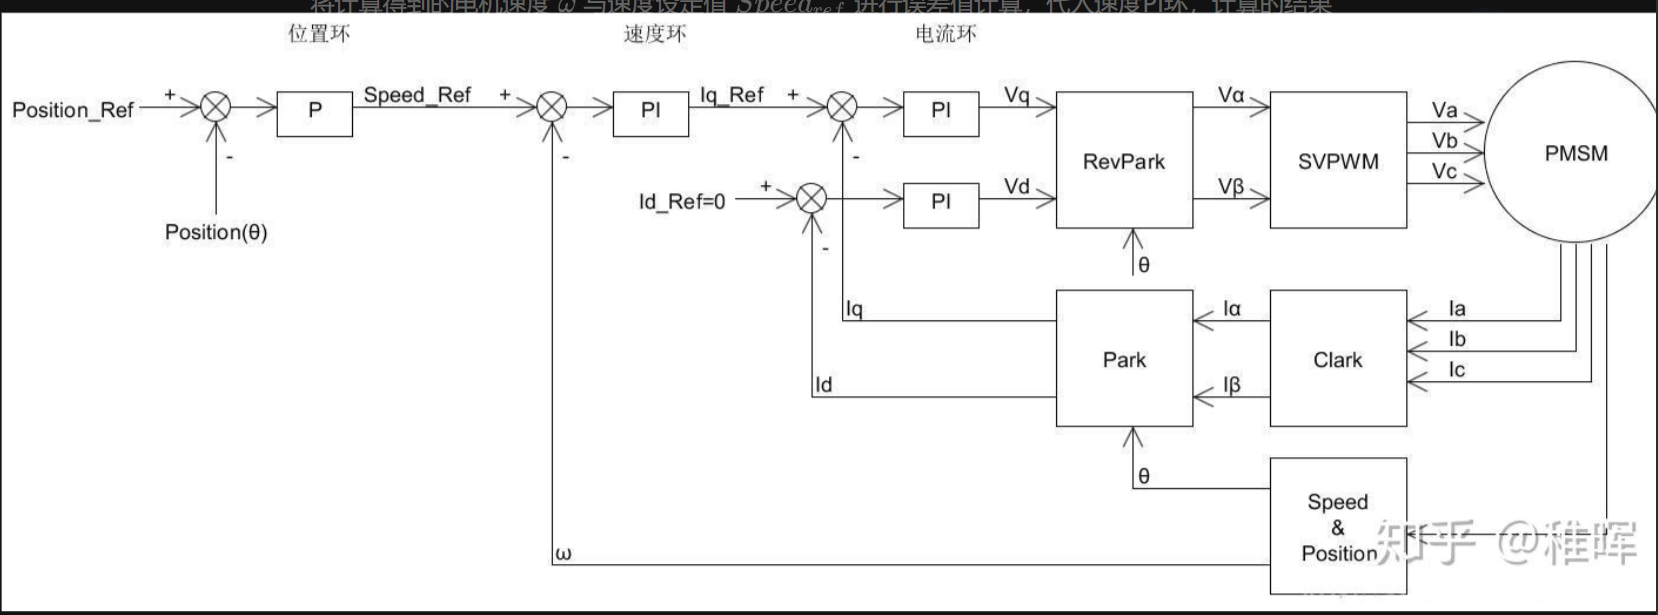 将计算得到的电机速度 ω 与速度设定值 Speed_ref 进行误差值计算，代入速度PI环，计算的结果
位置环 速度环 电流环
Position_Ref + P Speed_Ref + PI Iq_Ref + PI Vq Vα Va
RevPark SVPWM Vb PMSM
- - - Vc
Id_Ref=0 + PI Vd Vβ
Position(θ)
-
θ
Iq Iα Ia
Park Clark Ib
Id Iβ Ic
θ
Speed
&
Position
ω
知乎 @稚晖